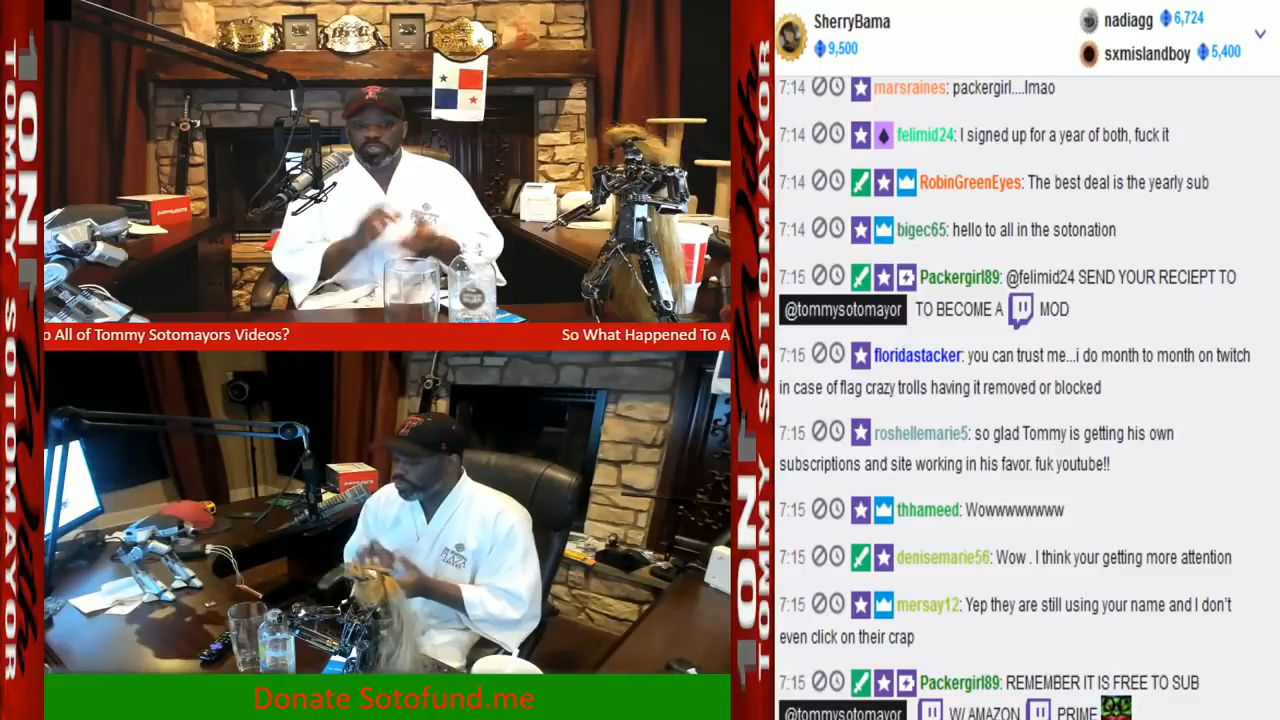 SherryBama
9,500
nadiagg 6,724
sxmislandboy 5,400
7:14 marsraines: packergirl....lmao
7:14 felimid24: I signed up for a year of both, fuck it
7:14 RobinGreenEyes: The best deal is the yearly sub
7:14 bigec65: hello to all in the sotonation
7:15 Packergirl89: @felimid24 SEND YOUR RECIEPT TO
@tommysotomayor TO BECOME A MOD
7:15 floridastacker: you can trust me...i do month to month on twitch
in case of flag crazy trolls having it removed or blocked
7:15 roshellemarie5: so glad Tommy is getting his own
subscriptions and site working in his favor. fuk youtube!!
7:15 thhameed: Wowwwwwwww
7:15 denisemarie56: Wow . I think your getting more attention
7:15 mersay12: Yep they are still using your name and I don't
even click on their crap
7:15 Packergirl89: REMEMBER IT IS FREE TO SUB
@tommysotomayor W/ AMAZON PRIME
o All of Tommy Sotomayors Videos? So What Happened To A
Donate Sotofund.me
1ON1 With
TOMMY SOTOMAYOR
1ON1 With
TOMMY SOTOMAYOR